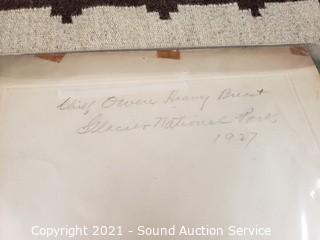 Chief Owen Heavy Breast
Glacier National Park,
1927
Copyright 2021 - Sound Auction Service